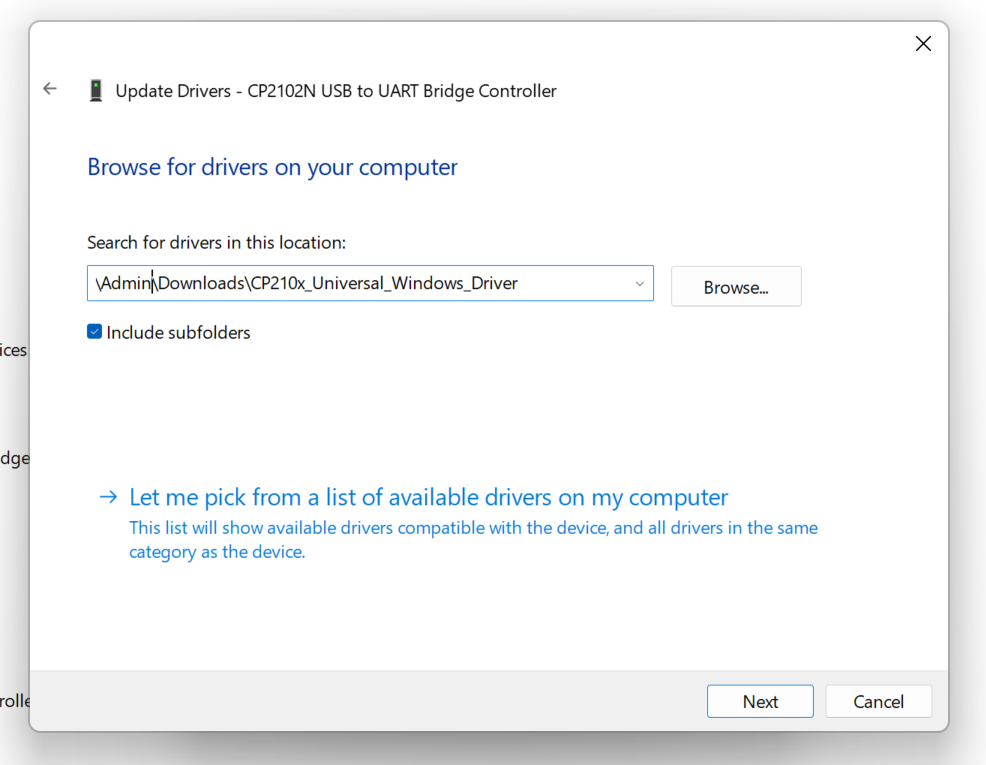 Update Drivers - CP2102N USB to UART Bridge Controller
Browse for drivers on your computer
Search for drivers in this location:
\Admin\Downloads\CP210x_Universal_Windows_Driver
Browse...
Include subfolders
ices
dge
Let me pick from a list of available drivers on my computer
This list will show available drivers compatible with the device, and all drivers in the same
category as the device.
rolle
Next
Cancel